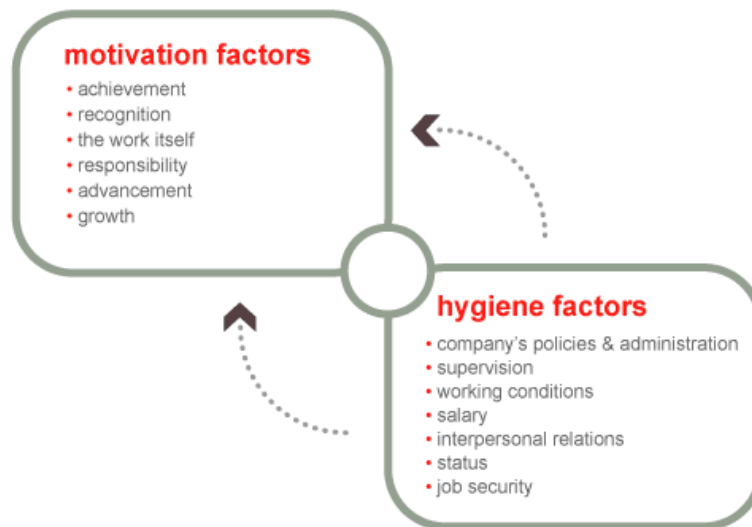 motivation factors
• achievement
• recognition
• the work itself
• responsibility
• advancement
• growth
hygiene factors
• company's policies & administration
• supervision
• working conditions
• salary
• interpersonal relations
• status
• job security